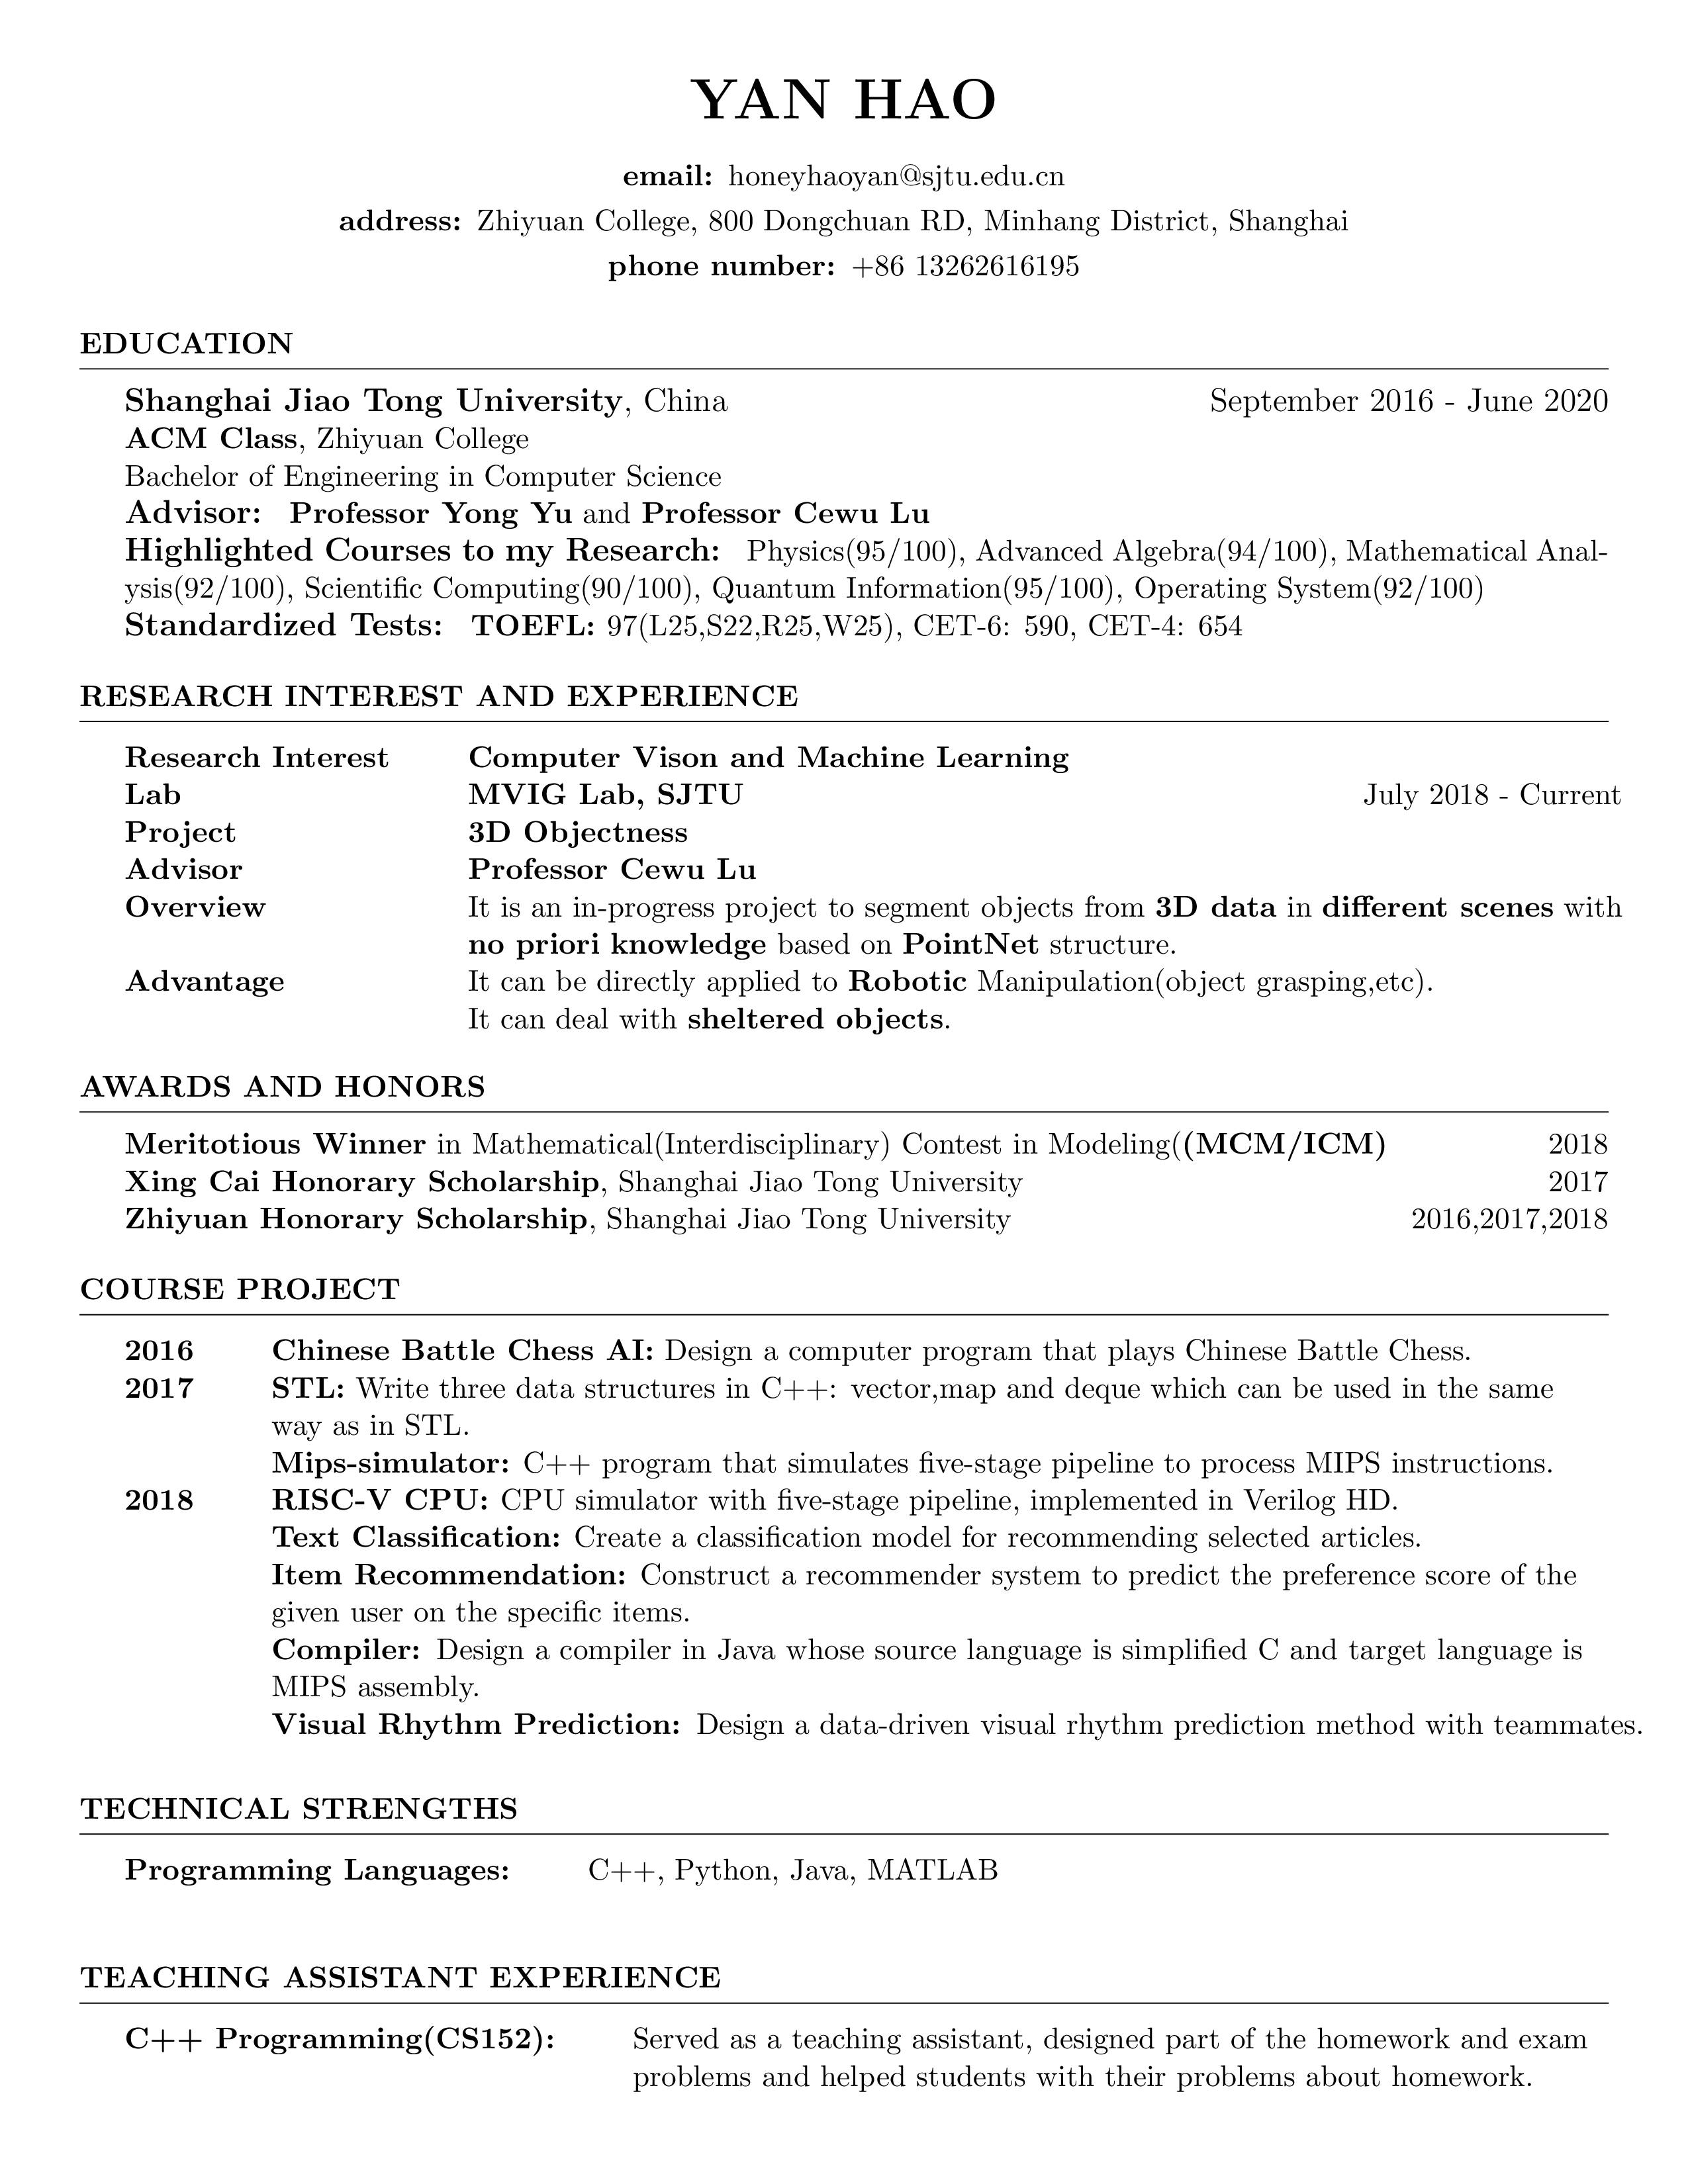 YAN HAO
email: honeyhaoyan@sjtu.edu.cn
address: Zhiyuan College, 800 Dongchuan RD, Minhang District, Shanghai
phone number: +86 13262616195
EDUCATION
Shanghai Jiao Tong University, China September 2016 - June 2020
ACM Class, Zhiyuan College
Bachelor of Engineering in Computer Science
Advisor: Professor Yong Yu and Professor Cewu Lu
Highlighted Courses to my Research: Physics(95/100), Advanced Algebra(94/100), Mathematical Anal-
ysis(92/100), Scientific Computing(90/100), Quantum Information(95/100), Operating System(92/100)
Standardized Tests: TOEFL: 97(L25,S22,R25,W25), CET-6: 590, CET-4: 654
RESEARCH INTEREST AND EXPERIENCE
Research Interest Computer Vison and Machine Learning
Lab MVIG Lab, SJTU July 2018 - Current
Project 3D Objectness
Advisor Professor Cewu Lu
Overview It is an in-progress project to segment objects from 3D data in different scenes with
no priori knowledge based on PointNet structure.
Advantage It can be directly applied to Robotic Manipulation(object grasping,etc).
It can deal with sheltered objects.
AWARDS AND HONORS
Meritotious Winner in Mathematical(Interdisciplinary) Contest in Modeling((MCM/ICM) 2018
Xing Cai Honorary Scholarship, Shanghai Jiao Tong University 2017
Zhiyuan Honorary Scholarship, Shanghai Jiao Tong University 2016,2017,2018
COURSE PROJECT
2016 Chinese Battle Chess AI: Design a computer program that plays Chinese Battle Chess.
2017 STL: Write three data structures in C++: vector,map and deque which can be used in the same
way as in STL.
Mips-simulator: C++ program that simulates five-stage pipeline to process MIPS instructions.
2018 RISC-V CPU: CPU simulator with five-stage pipeline, implemented in Verilog HD.
Text Classification: Create a classification model for recommending selected articles.
Item Recommendation: Construct a recommender system to predict the preference score of the
given user on the specific items.
Compiler: Design a compiler in Java whose source language is simplified C and target language is
MIPS assembly.
Visual Rhythm Prediction: Design a data-driven visual rhythm prediction method with teammates.
TECHNICAL STRENGTHS
Programming Languages: C++, Python, Java, MATLAB
TEACHING ASSISTANT EXPERIENCE
C++ Programming(CS152): Served as a teaching assistant, designed part of the homework and exam
problems and helped students with their problems about homework.